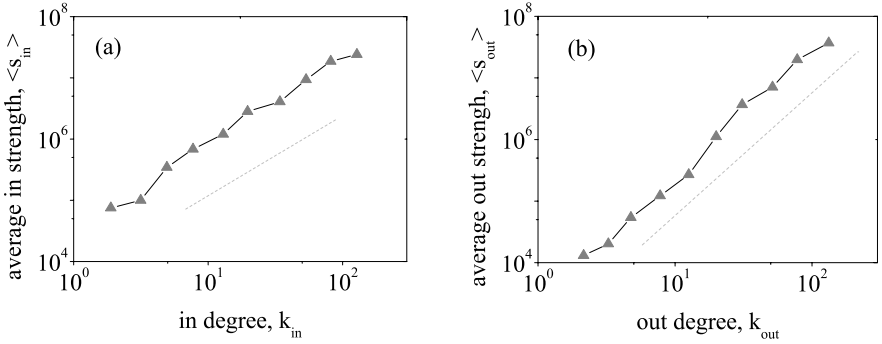 10^8
(a)
average in strength, <s_in>
10^6
10^4
10^0
10^1
10^2
in degree, k_in
10^8
(b)
average out strengh, <s_out>
10^6
10^4
10^0
10^1
10^2
out degree, k_out